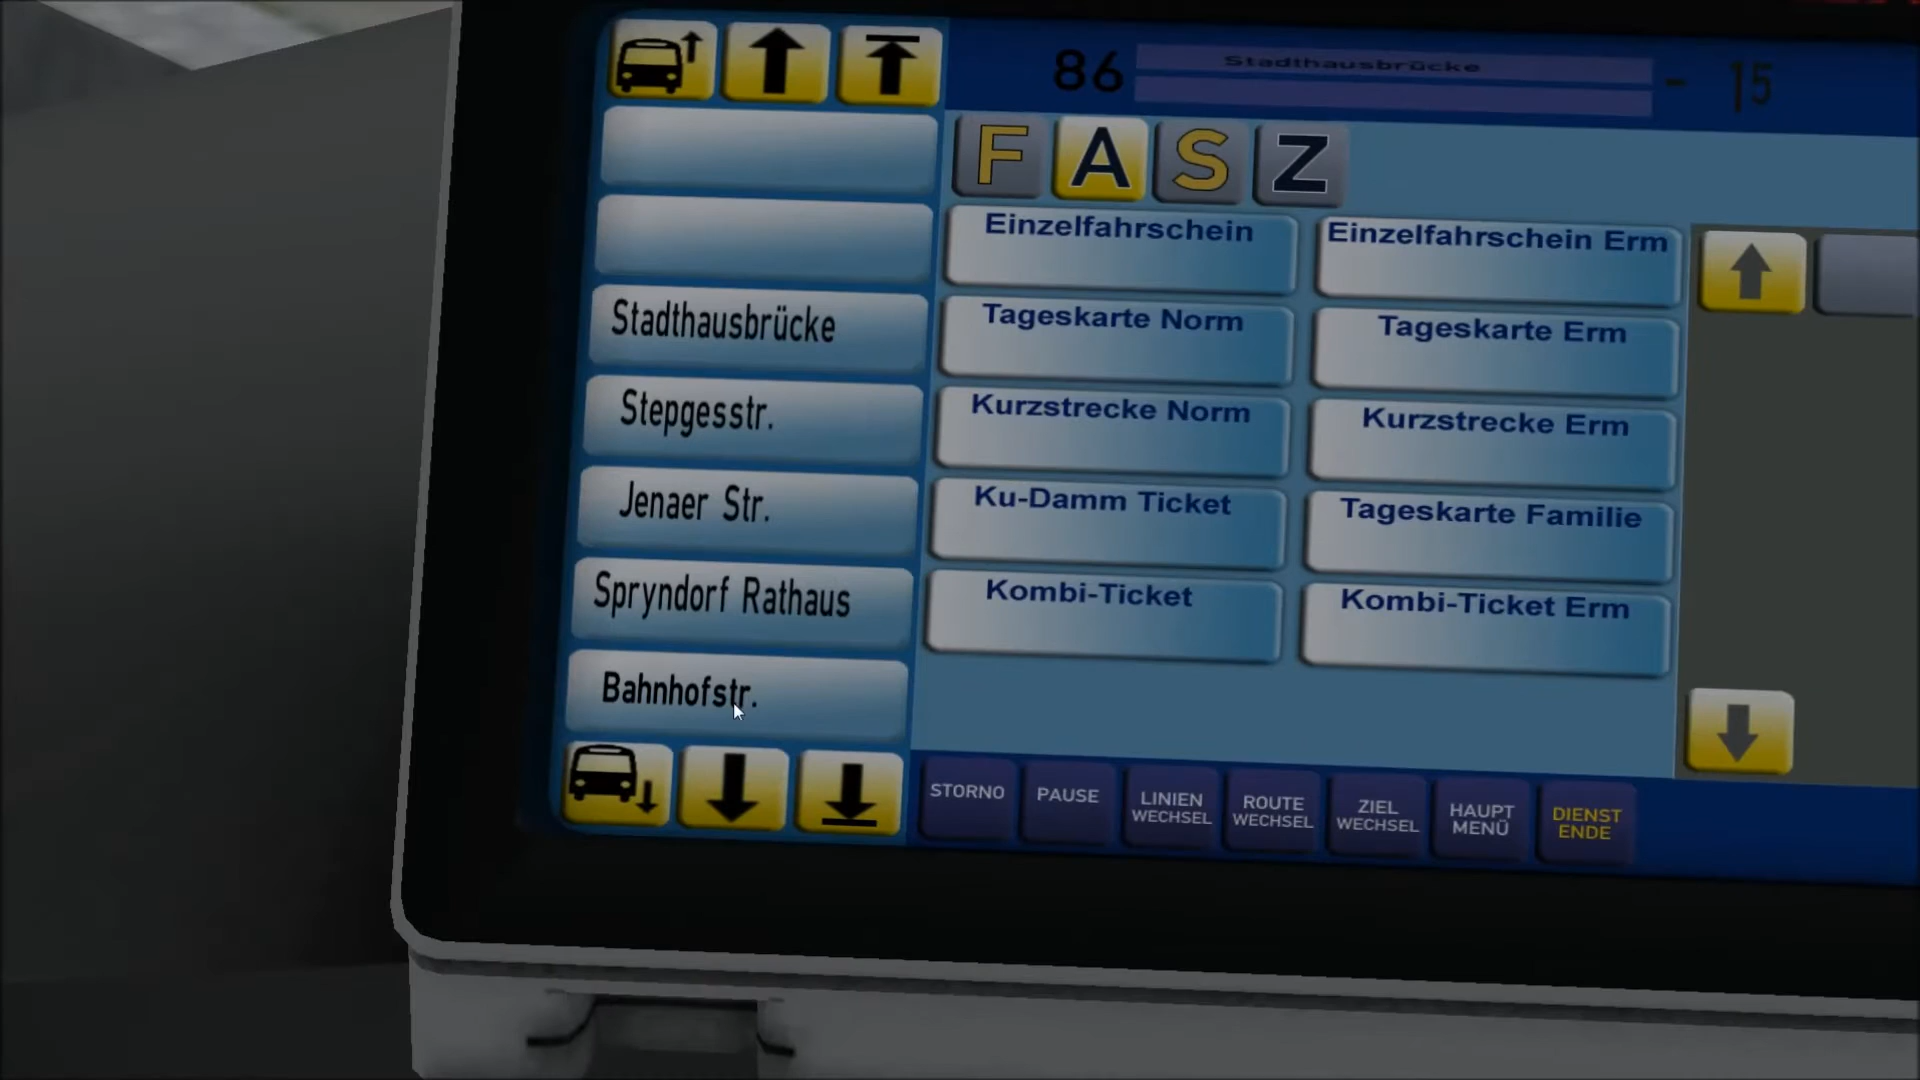 86 Stadthausbrücke - 15
F A S Z
Stadthausbrücke
Stepgesstr.
Jenaer Str.
Spryndorf Rathaus
Bahnhofstr.
Einzelfahrschein
Einzelfahrschein Erm
Tageskarte Norm
Tageskarte Erm
Kurzstrecke Norm
Kurzstrecke Erm
Ku-Damm Ticket
Tageskarte Familie
Kombi-Ticket
Kombi-Ticket Erm
STORNO
PAUSE
LINIEN
WECHSEL
ROUTE
WECHSEL
ZIEL
WECHSEL
HAUPT
MENÜ
DIENST
ENDE